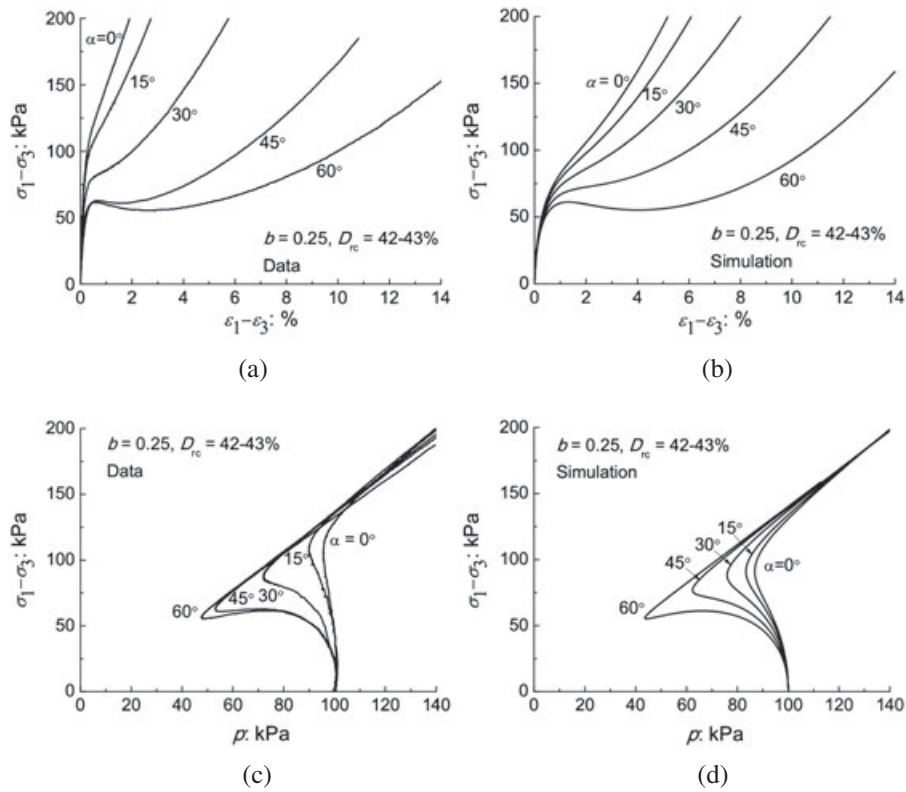 200
150
100
50
0
σ₁–σ₃: kPa
α=0°
15°
30°
45°
60°
b = 0.25, Drc = 42-43%
Data
0 2 4 6 8 10 12 14
ε₁–ε₃: %
(a)
200
150
100
50
0
σ₁–σ₃: kPa
α = 0°
15°
30°
45°
60°
b = 0.25, Drc = 42-43%
Simulation
0 2 4 6 8 10 12 14
ε₁–ε₃: %
(b)
200
150
100
50
0
σ₁–σ₃: kPa
b = 0.25, Drc = 42-43%
Data
α = 0°
15°
60° 45° 30°
0 20 40 60 80 100 120 140
p: kPa
(c)
200
150
100
50
0
σ₁–σ₃: kPa
b = 0.25, Drc = 42-43%
Simulation
15°
30°
45° α=0°
60°
0 20 40 60 80 100 120 140
p: kPa
(d)